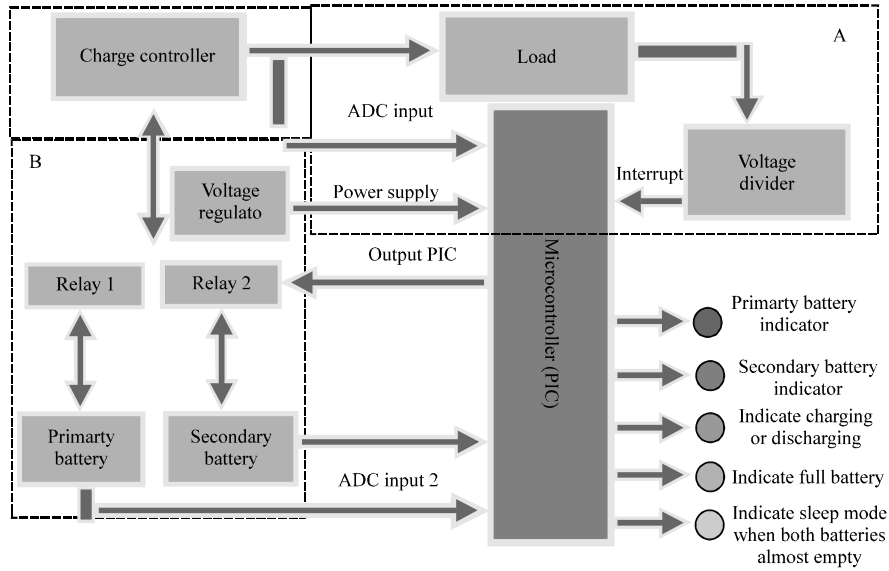 Charge controller
Load
A
ADC input
B
Voltage
regulato
Power supply
Interrupt
Voltage
divider
Output PIC
Relay 1
Relay 2
Microcontroller (PIC)
Primarty battery
indicator
Secondary battery
indicator
Indicate charging
or discharging
Primarty
battery
Secondary
battery
ADC input 2
Indicate full battery
Indicate sleep mode
when both batteries
almost empty